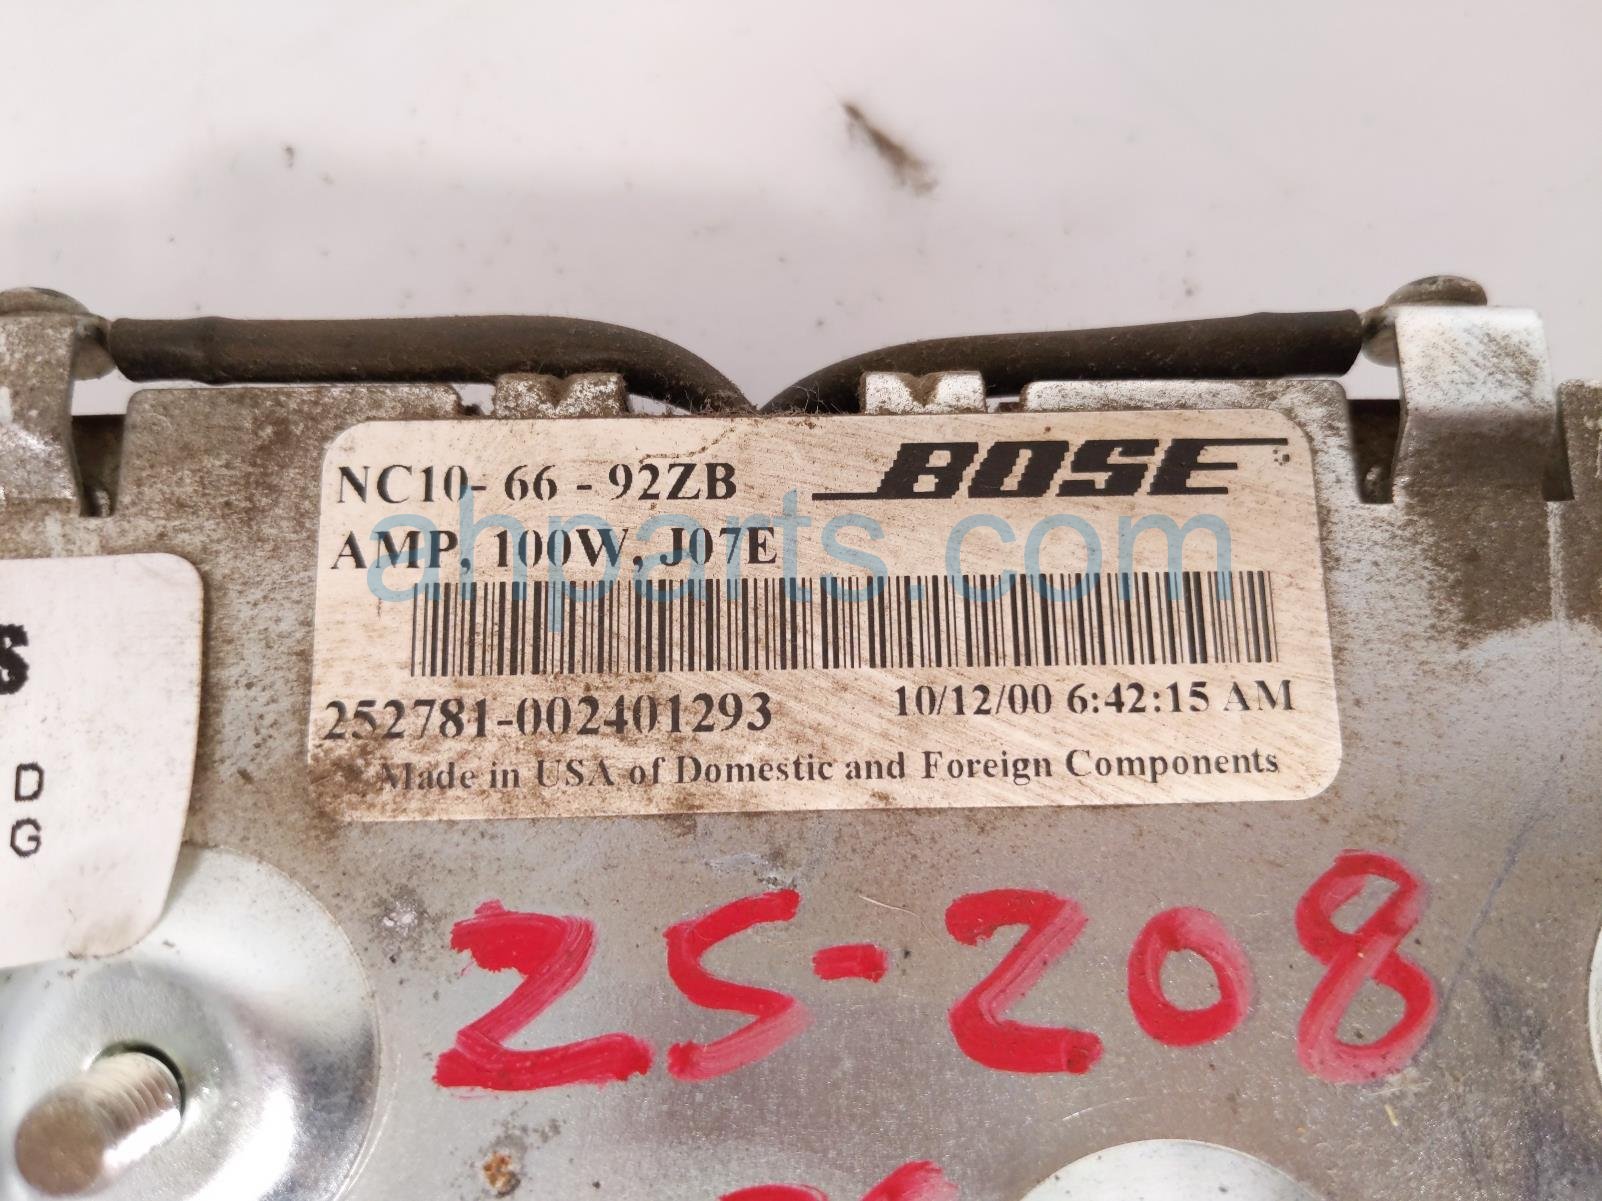 NC10- 66 - 92ZB BOSE
AMP, 100W, J07E
ahparts.com
252781-002401293 10/12/00 6:42:15 AM
Made in USA of Domestic and Foreign Components
S
D
G
25-208